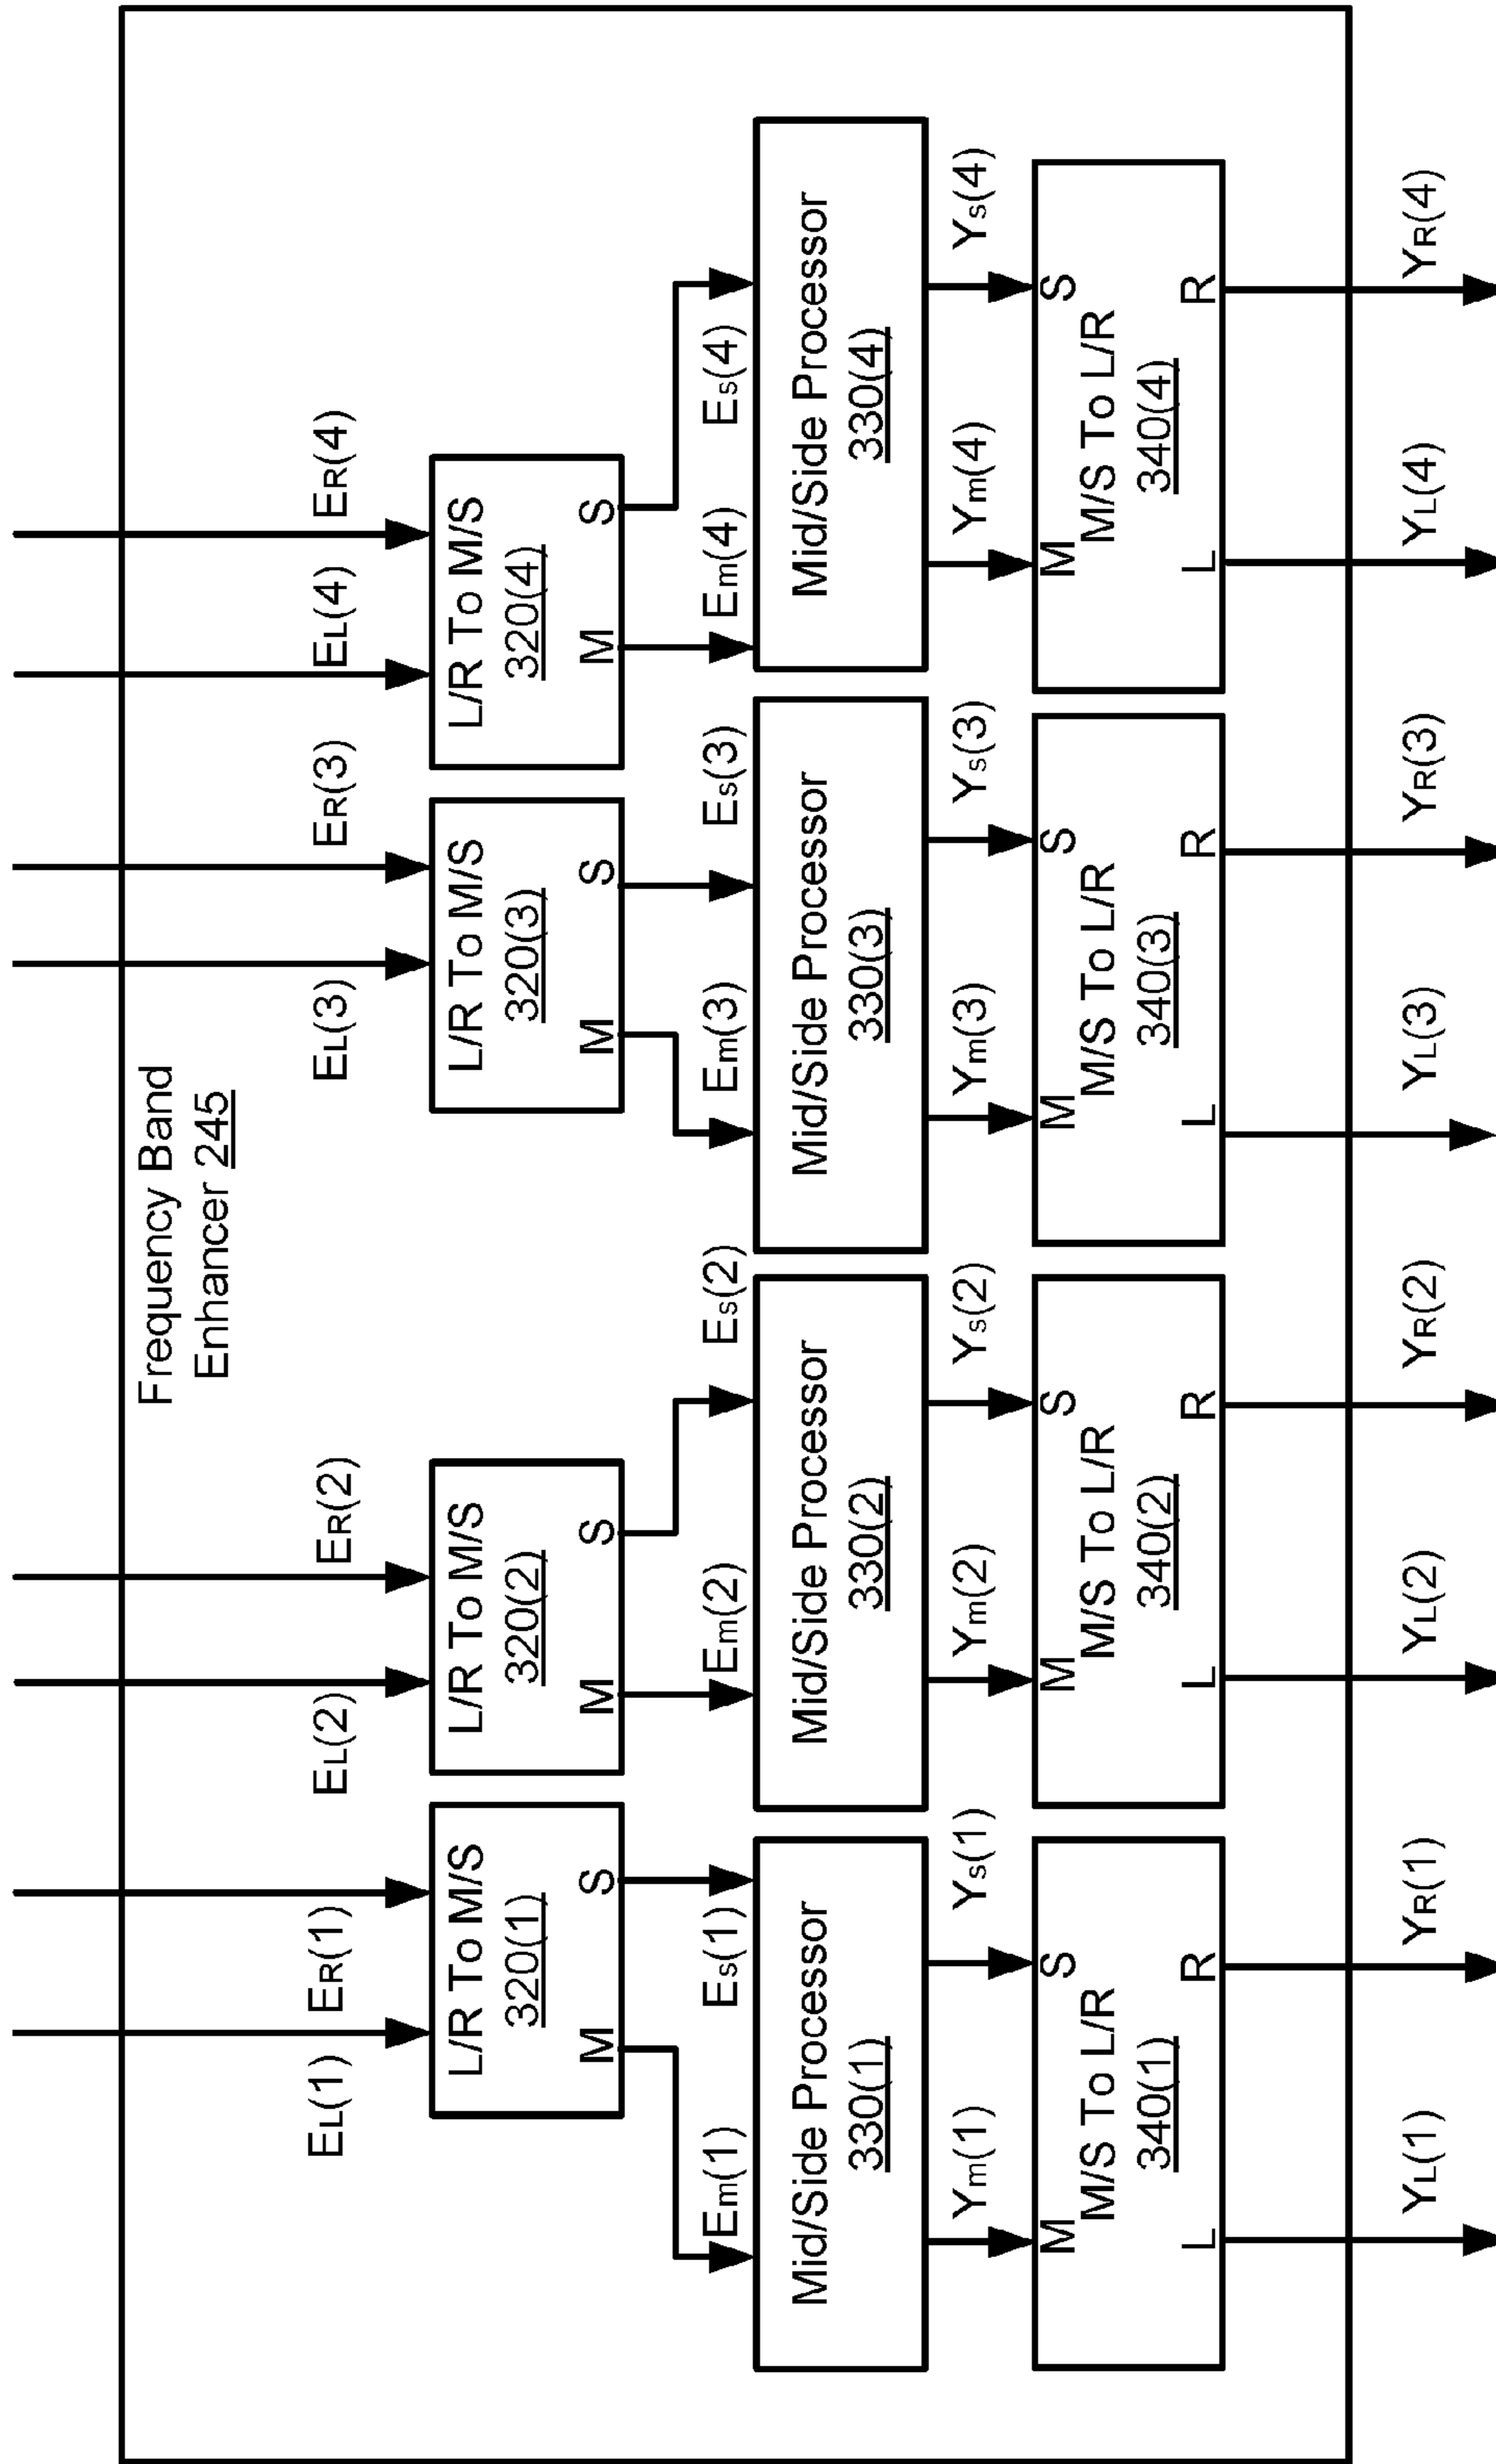 Frequency Band
Enhancer 245
EL(1)
ER(1)
EL(2)
ER(2)
EL(3)
ER(3)
EL(4)
ER(4)
L/R To M/S
320(1)
M
S
L/R To M/S
320(2)
M
S
L/R To M/S
320(3)
M
S
L/R To M/S
320(4)
M
S
Em(1)
Es(1)
Em(2)
Es(2)
Em(3)
Es(3)
Em(4)
Es(4)
Mid/Side Processor
330(1)
Mid/Side Processor
330(2)
Mid/Side Processor
330(3)
Mid/Side Processor
330(4)
Ym(1)
Ys(1)
Ym(2)
Ys(2)
Ym(3)
Ys(3)
Ym(4)
Ys(4)
M
S
M/S To L/R
340(1)
L
R
M
S
M/S To L/R
340(2)
L
R
M
S
M/S To L/R
340(3)
L
R
M
S
M/S To L/R
340(4)
L
R
YL(1)
YR(1)
YL(2)
YR(2)
YL(3)
YR(3)
YL(4)
YR(4)